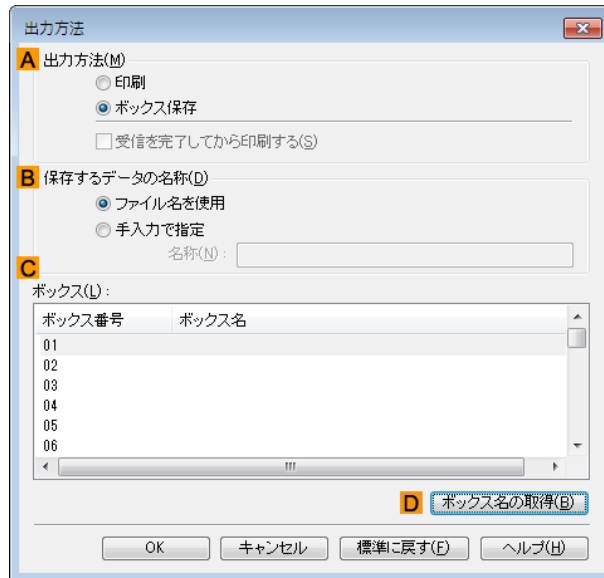 出力方法
A 出力方法(M)
印刷
ボックス保存
受信を完了してから印刷する(S)
B 保存するデータの名称(D)
ファイル名を使用
手入力で指定
名称(N):
C
ボックス(L):
ボックス番号 ボックス名
01
02
03
04
05
06
D ボックス名の取得(B)
OK キャンセル 標準に戻す(F) ヘルプ(H)